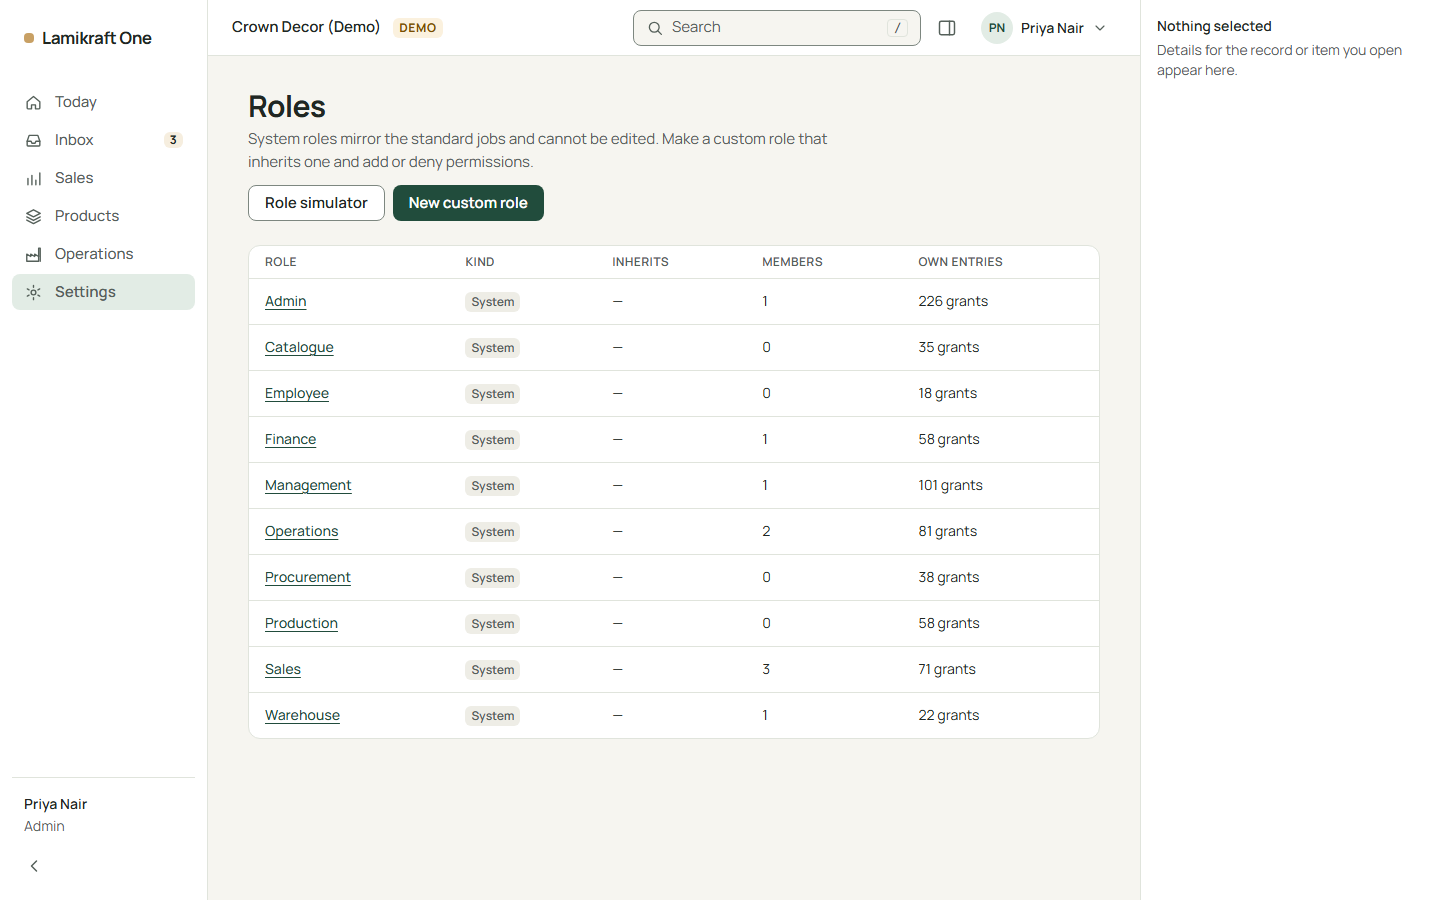 Lamikraft One
Today
Inbox 3
Sales
Products
Operations
Settings
Priya Nair
Admin
Crown Decor (Demo) DEMO
Search /
PN Priya Nair
Roles
System roles mirror the standard jobs and cannot be edited. Make a custom role that
inherits one and add or deny permissions.
Role simulator New custom role
ROLE KIND INHERITS MEMBERS OWN ENTRIES
Admin System — 1 226 grants
Catalogue System — 0 35 grants
Employee System — 0 18 grants
Finance System — 1 58 grants
Management System — 1 101 grants
Operations System — 2 81 grants
Procurement System — 0 38 grants
Production System — 0 58 grants
Sales System — 3 71 grants
Warehouse System — 1 22 grants
Nothing selected
Details for the record or item you open
appear here.